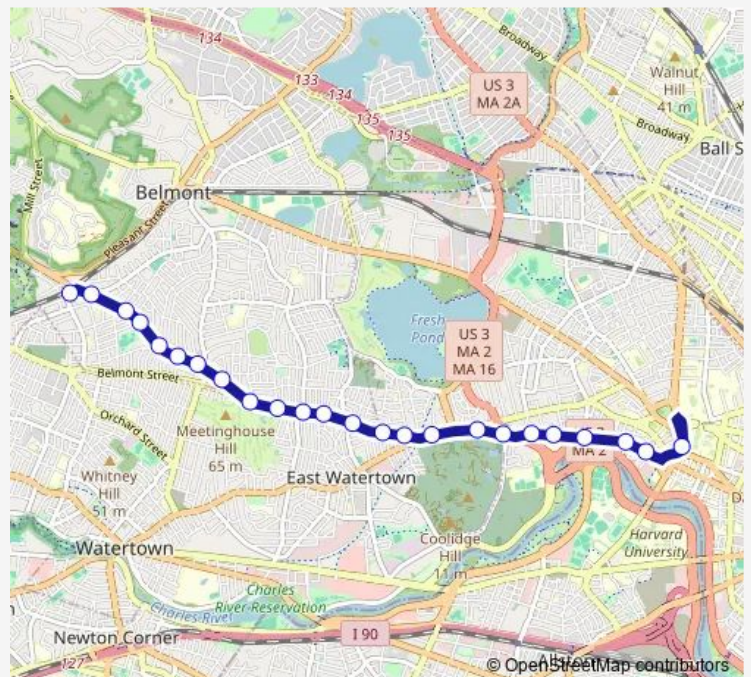 134
133
134
135
135
Broadway
US 3
MA 2A
Walnut
Hill
41 m
Broadway
Ball S
Mill Street
Belmont
Pleasant Street
Fresh
Pond
US 3
MA 2
MA 16
Belmont Street
Orchard Street
Meetinghouse
Hill
65 m
MA 2
Whitney
Hill
51 m
East Watertown
Coolidge
Hill
11 m
Harvard
University
Watertown
Charles
River Reservation
Charles River
I 90
Newton Corner
127
© OpenStreetMap contributors